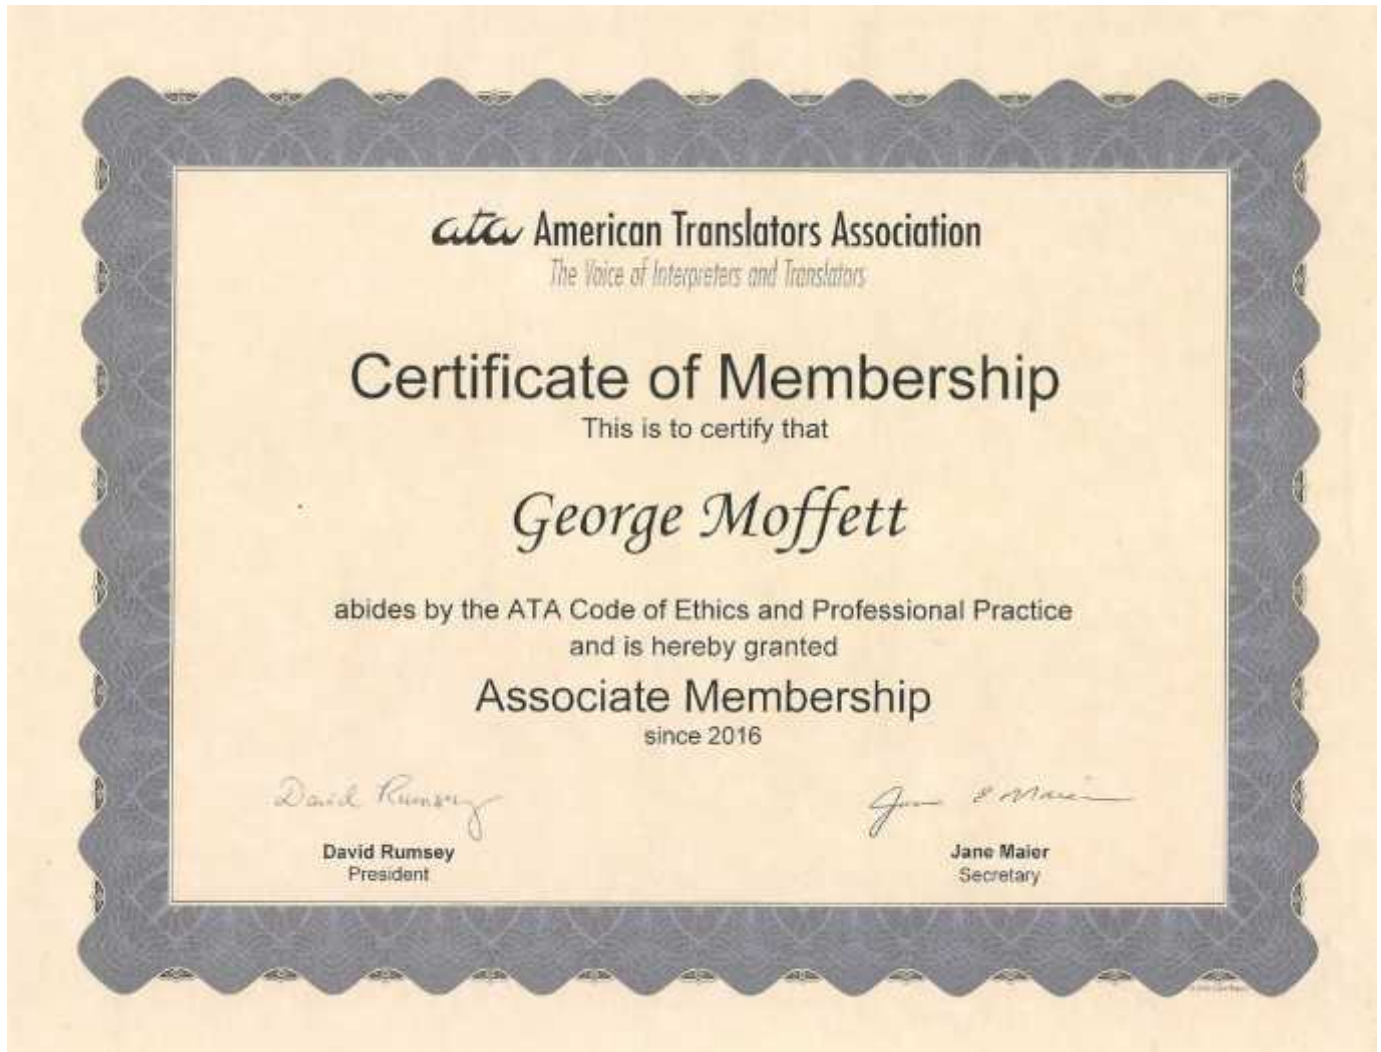 ata American Translators Association
The Voice of Interpreters and Translators
Certificate of Membership
This is to certify that
George Moffett
abides by the ATA Code of Ethics and Professional Practice
and is hereby granted
Associate Membership
since 2016
David Rumsey
Jane E Maier
David Rumsey
Jane Maier
President
Secretary